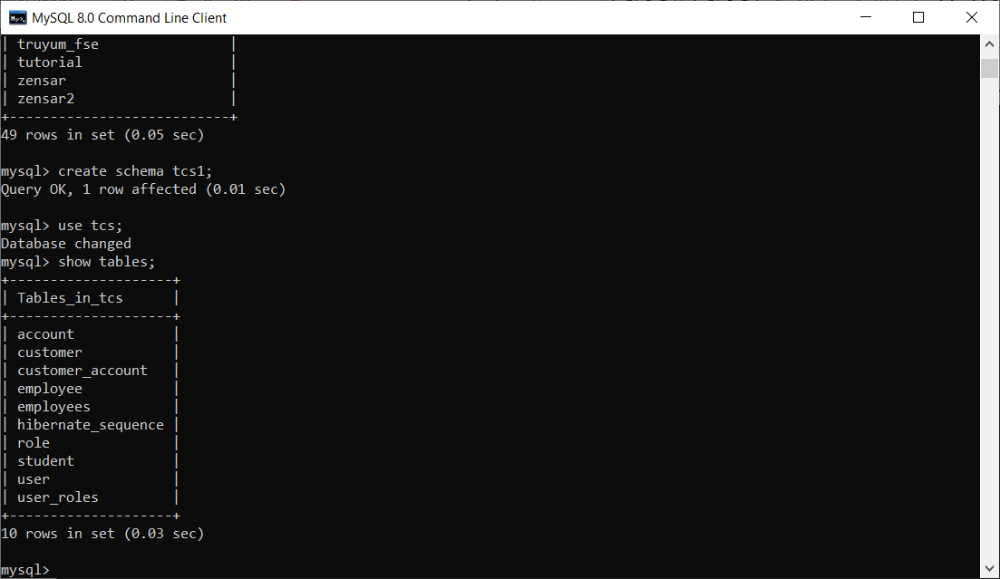 MySQL 8.0 Command Line Client
| truyum_fse                |
| tutorial                  |
| zensar                    |
| zensar2                   |
+---------------------------+
49 rows in set (0.05 sec)
mysql> create schema tcs1;
Query OK, 1 row affected (0.01 sec)
mysql> use tcs;
Database changed
mysql> show tables;
+--------------------+
| Tables_in_tcs      |
+--------------------+
| account            |
| customer           |
| customer_account   |
| employee           |
| employees          |
| hibernate_sequence |
| role               |
| student            |
| user               |
| user_roles         |
+--------------------+
10 rows in set (0.03 sec)
mysql>